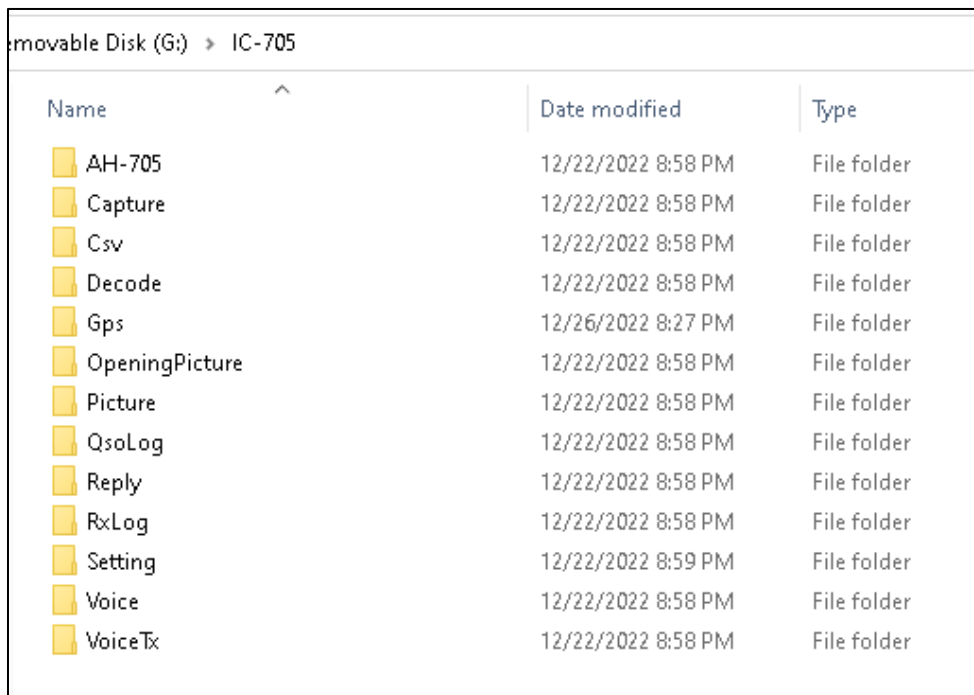 emovable Disk (G:) > IC-705
Name Date modified Type
AH-705 12/22/2022 8:58 PM File folder
Capture 12/22/2022 8:58 PM File folder
Csv 12/22/2022 8:58 PM File folder
Decode 12/22/2022 8:58 PM File folder
Gps 12/26/2022 8:27 PM File folder
OpeningPicture 12/22/2022 8:58 PM File folder
Picture 12/22/2022 8:58 PM File folder
QsoLog 12/22/2022 8:58 PM File folder
Reply 12/22/2022 8:58 PM File folder
RxLog 12/22/2022 8:58 PM File folder
Setting 12/22/2022 8:59 PM File folder
Voice 12/22/2022 8:58 PM File folder
VoiceTx 12/22/2022 8:58 PM File folder